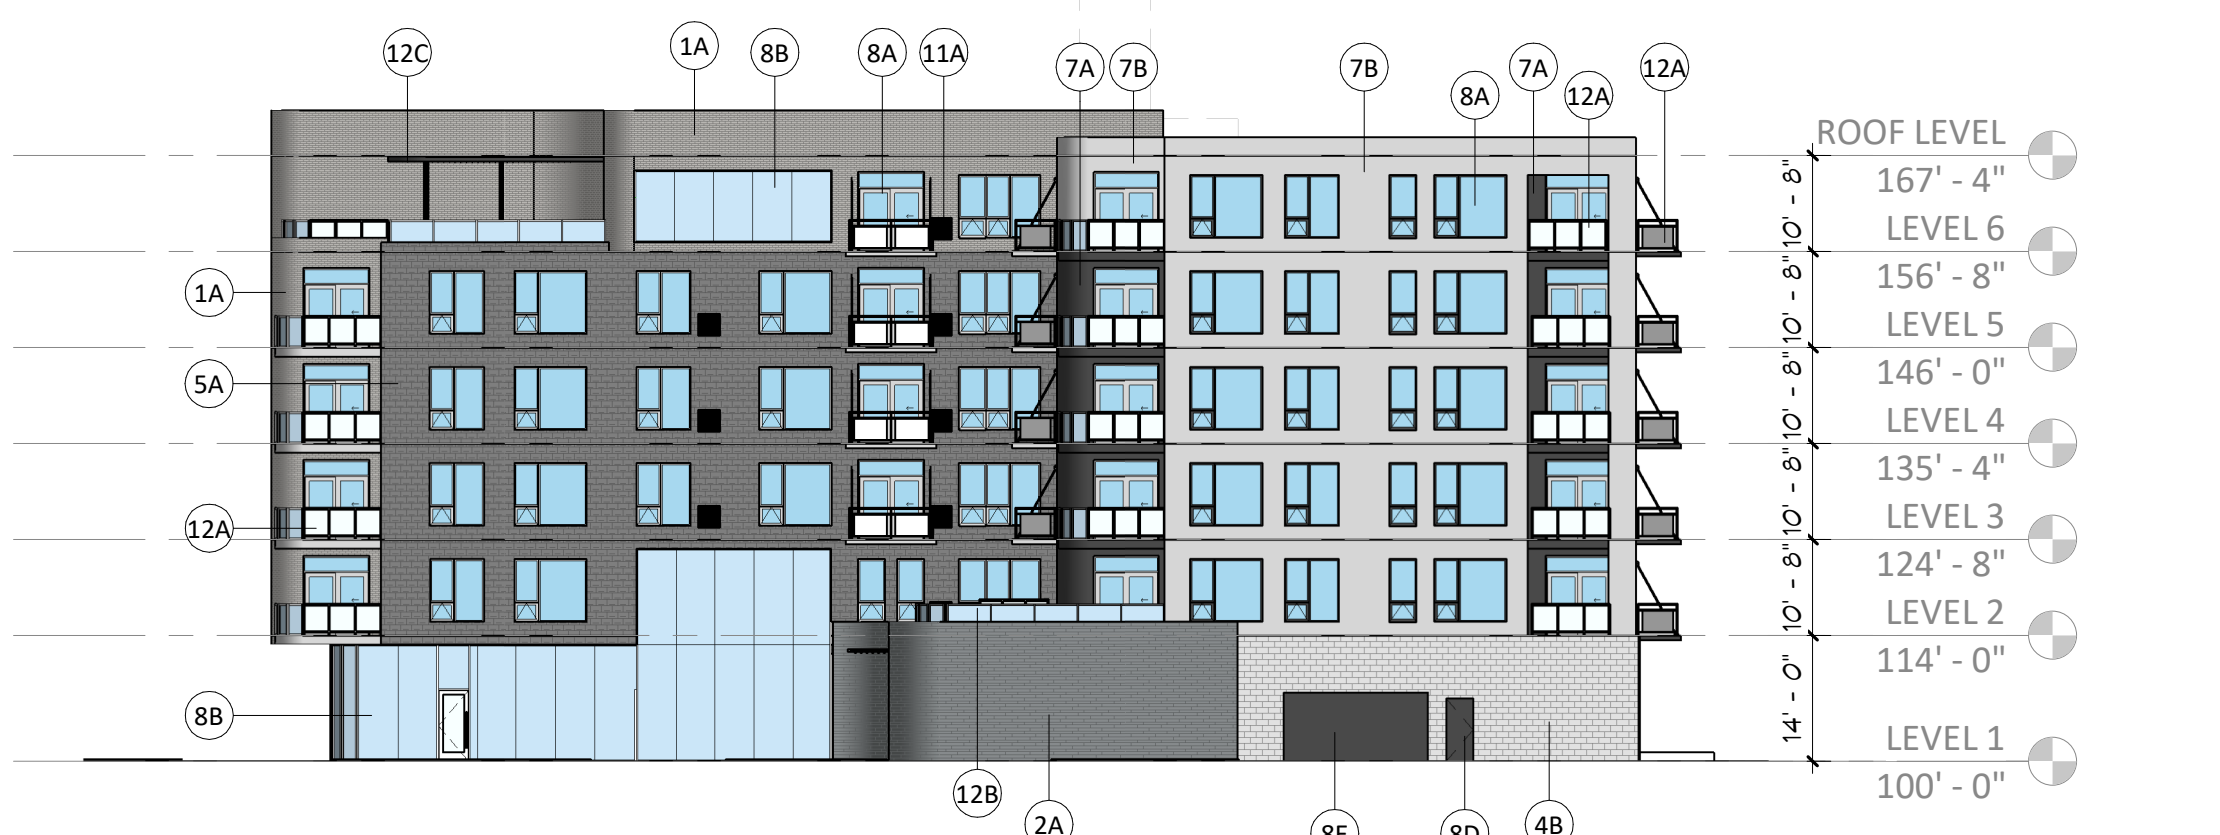 12C
1A
8B
8A
11A
7A
7B
7B
8A
7A
12A
12A
ROOF LEVEL
167' - 4"
10' - 8"
LEVEL 6
156' - 8"
1A
10' - 8"
LEVEL 5
146' - 0"
5A
10' - 8"
LEVEL 4
135' - 4"
10' - 8"
LEVEL 3
124' - 8"
12A
10' - 8"
LEVEL 2
114' - 0"
8B
14' - 0"
LEVEL 1
100' - 0"
12B
2A
8D
4B